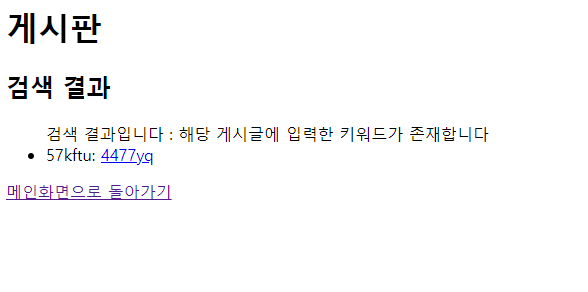 게시판
검색 결과
검색 결과입니다 : 해당 게시글에 입력한 키워드가 존재합니다
57kftu: 4477yq
메인화면으로 돌아가기